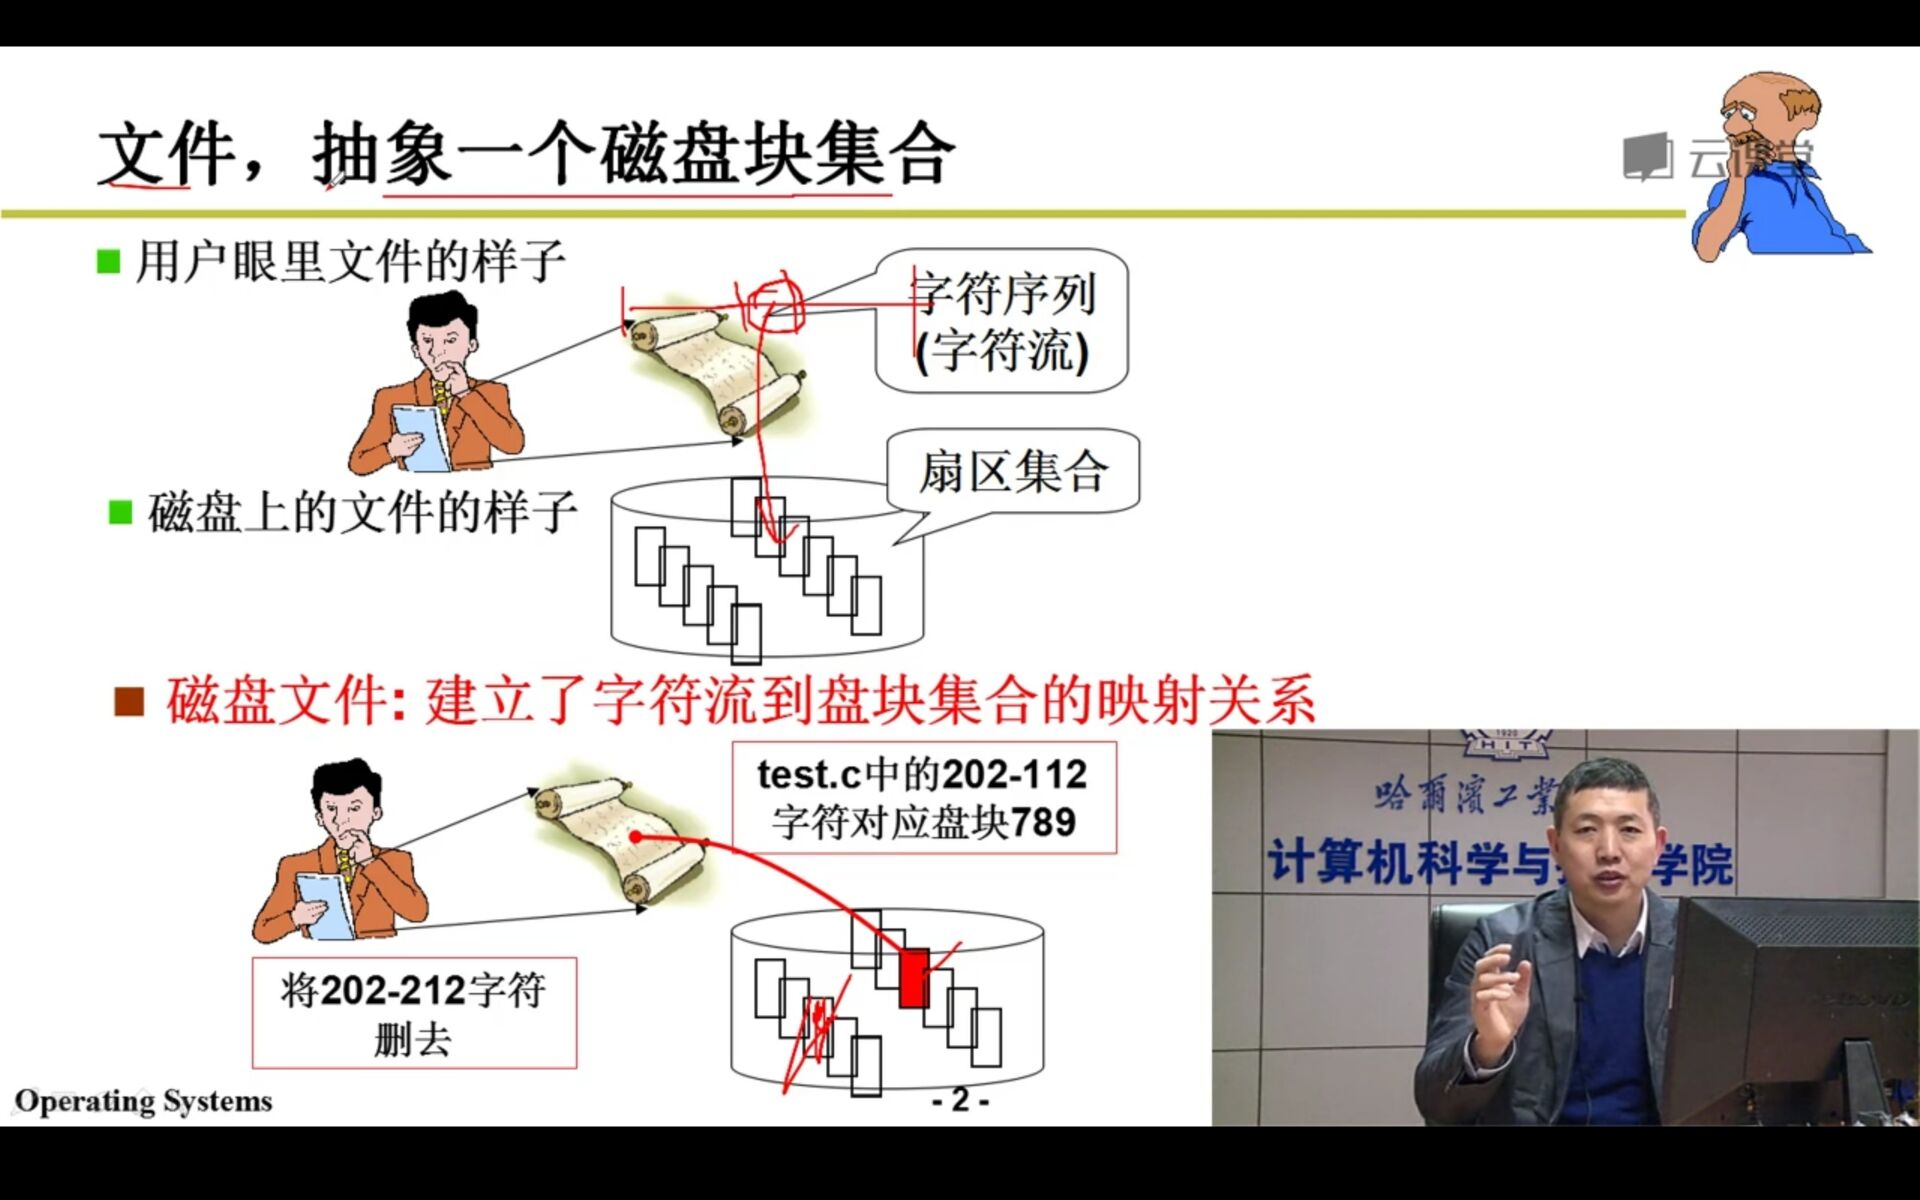 文件，抽象一个磁盘块集合
云课堂
用户眼里文件的样子
字符序列
(字符流)
扇区集合
磁盘上的文件的样子
磁盘文件: 建立了字符流到盘块集合的映射关系
test.c中的202-112
字符对应盘块789
将202-212字符
删去
Operating Systems
- 2 -
1920
HIT
哈爾濱工業
计算机科学与
学院